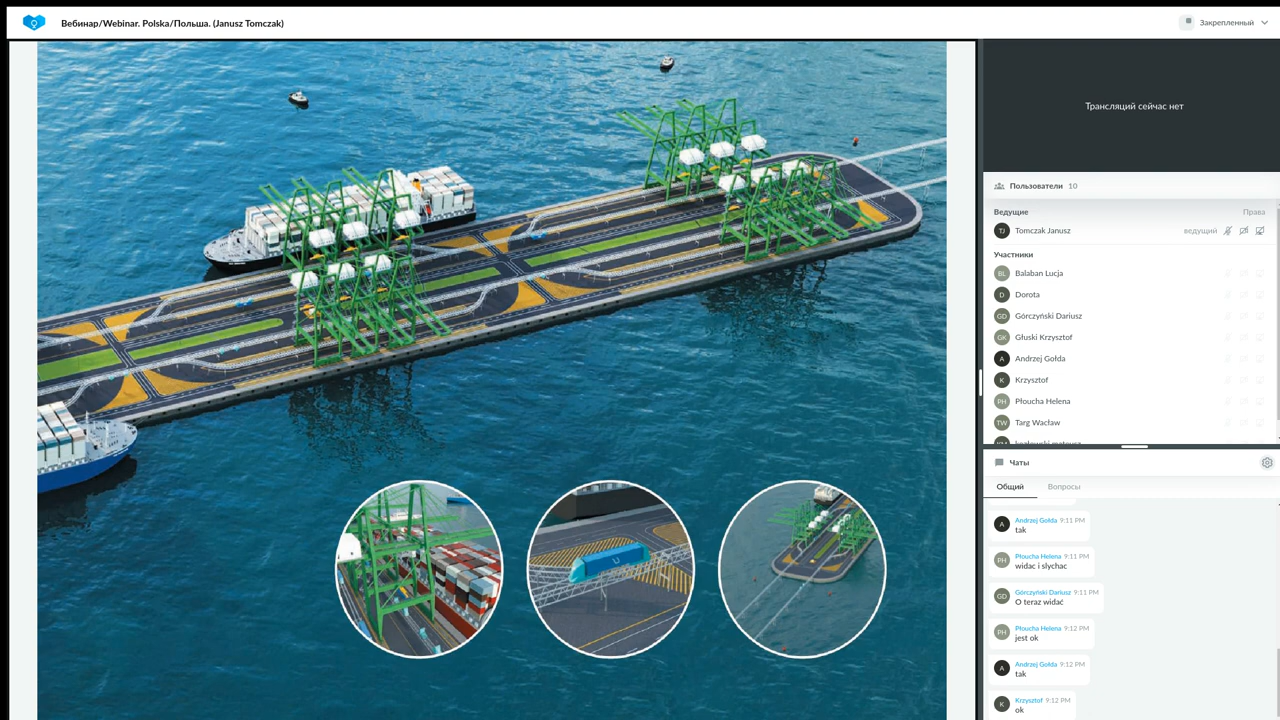 Вебинар/Webinar. Polska/Польша. (Janusz Tomczak)
Закрепленный
Трансляций сейчас нет
Пользователи 10
Ведущие Права
TJ Tomczak Janusz ведущий
Участники
BL Balaban Lucja
D Dorota
GD Górczyński Dariusz
GK Głuski Krzysztof
A Andrzej Gołda
K Krzysztof
PH Płoucha Helena
TW Targ Wacław
Чаты
Общий Вопросы
Andrzej Gołda 9:11 PM
A tak
Płoucha Helena 9:11 PM
PH widac i slychac
Górczyński Dariusz 9:11 PM
GD O teraz widać
Płoucha Helena 9:12 PM
PH jest ok
Andrzej Gołda 9:12 PM
A tak
Krzysztof 9:12 PM
K ok